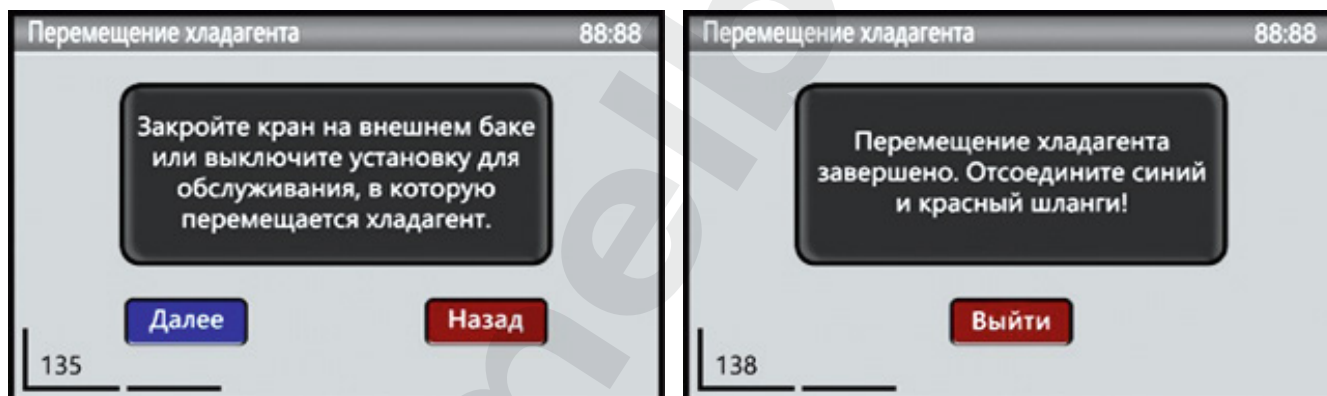 Перемещение хладагента 88:88
Закройте кран на внешнем баке
или выключите установку для
обслуживания, в которую
перемещается хладагент.
Далее Назад
135
Перемещение хладагента 88:88
Перемещение хладагента
завершено. Отсоедините синий
и красный шланги!
Выйти
138